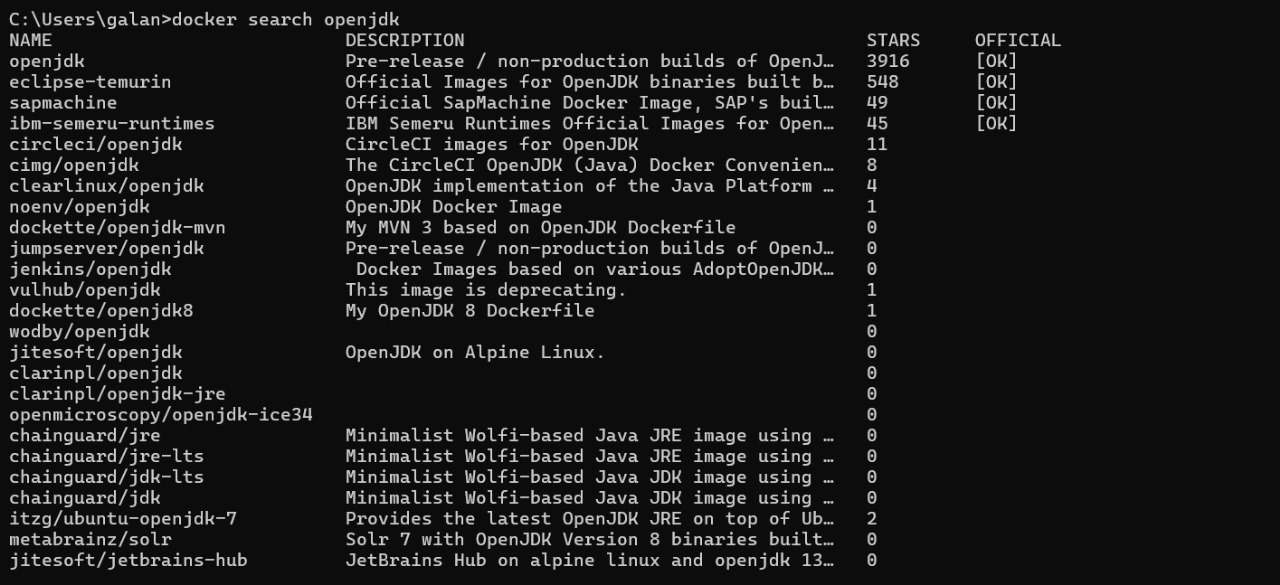 C:\Users\galan>docker search openjdk
NAME DESCRIPTION STARS OFFICIAL
openjdk Pre-release / non-production builds of OpenJ… 3916 [OK]
eclipse-temurin Official Images for OpenJDK binaries built b… 548 [OK]
sapmachine Official SapMachine Docker Image, SAP's buil… 49 [OK]
ibm-semeru-runtimes IBM Semeru Runtimes Official Images for Open… 45 [OK]
circleci/openjdk CircleCI images for OpenJDK 11
cimg/openjdk The CircleCI OpenJDK (Java) Docker Convenien… 8
clearlinux/openjdk OpenJDK implementation of the Java Platform … 4
noenv/openjdk OpenJDK Docker Image 1
dockette/openjdk-mvn My MVN 3 based on OpenJDK Dockerfile 0
jumpserver/openjdk Pre-release / non-production builds of OpenJ… 0
jenkins/openjdk Docker Images based on various AdoptOpenJDK… 0
vulhub/openjdk This image is deprecating. 1
dockette/openjdk8 My OpenJDK 8 Dockerfile 1
wodby/openjdk 0
jitesoft/openjdk OpenJDK on Alpine Linux. 0
clarinpl/openjdk 0
clarinpl/openjdk-jre 0
openmicroscopy/openjdk-ice34 0
chainguard/jre Minimalist Wolfi-based Java JRE image using … 0
chainguard/jre-lts Minimalist Wolfi-based Java JRE image using … 0
chainguard/jdk-lts Minimalist Wolfi-based Java JDK image using … 0
chainguard/jdk Minimalist Wolfi-based Java JDK image using … 0
itzg/ubuntu-openjdk-7 Provides the latest OpenJDK JRE on top of Ub… 2
metabrainz/solr Solr 7 with OpenJDK Version 8 binaries built… 0
jitesoft/jetbrains-hub JetBrains Hub on alpine linux and openjdk 13… 0